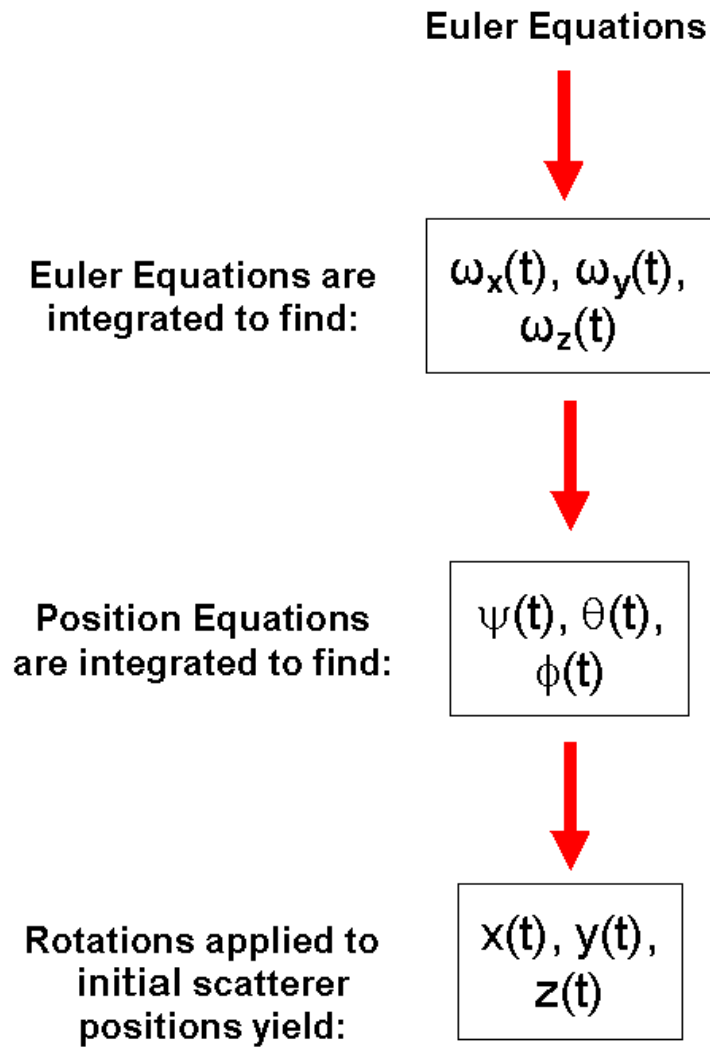 Euler Equations
Euler Equations are
integrated to find:
ωx(t), ωy(t),
ωz(t)
Position Equations
are integrated to find:
ψ(t), θ(t),
ϕ(t)
Rotations applied to
initial scatterer
positions yield:
x(t), y(t),
z(t)